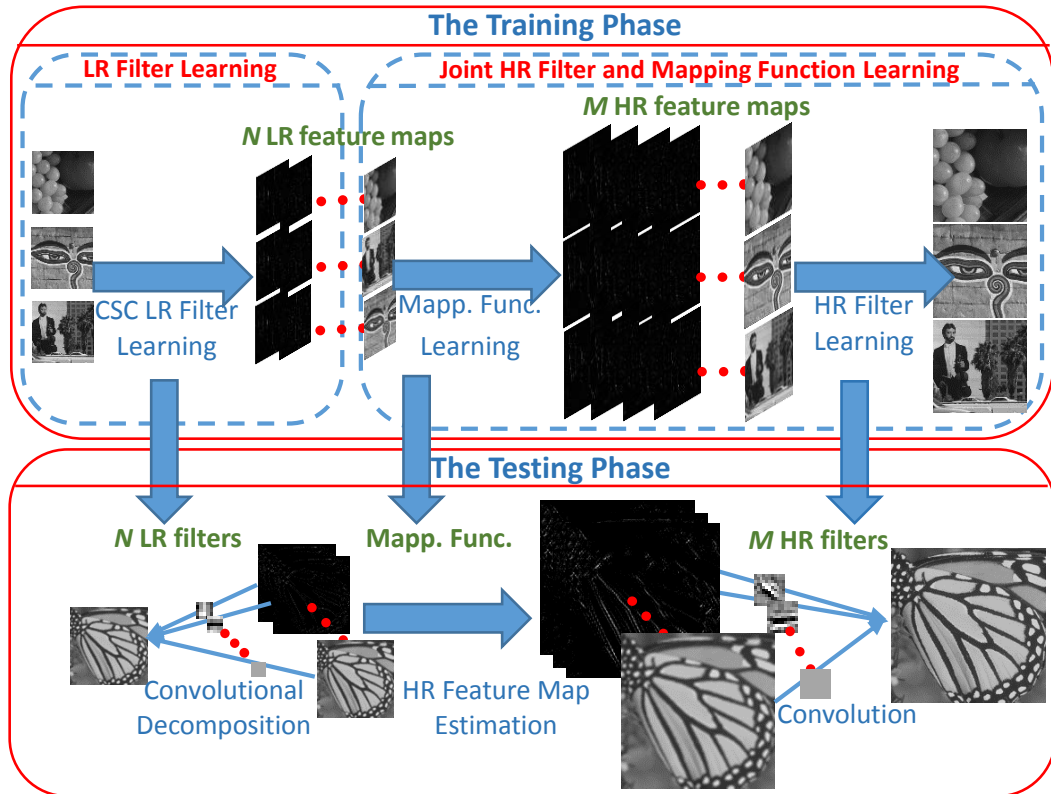 The Training Phase
LR Filter Learning
Joint HR Filter and Mapping Function Learning
N LR feature maps
M HR feature maps
CSC LR Filter
Learning
Mapp. Func.
Learning
HR Filter
Learning
The Testing Phase
N LR filters
Mapp. Func.
M HR filters
Convolutional
Decomposition
HR Feature Map
Estimation
Convolution